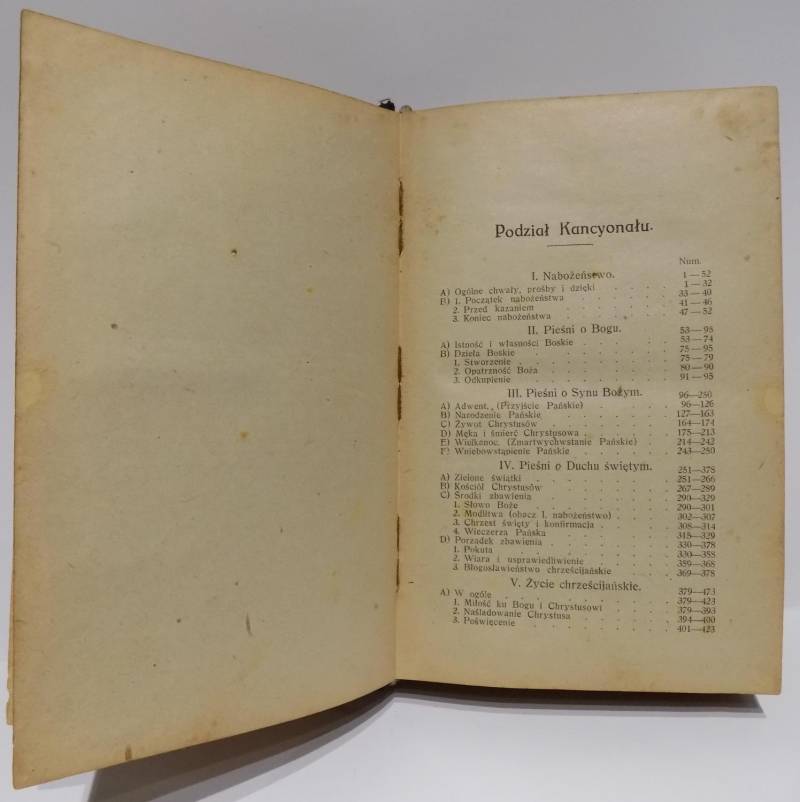 Podział Kancyonału.
Num.
I. Nabożeństwo. 1—52
A) Ogólne chwały, prośby i dzięki . . . . 1—32
B) 1. Początek nabożeństwa . . . . 33—40
2. Przed kazaniem . . . . 41—46
3. Koniec nabożeństwa . . . . 47—52
II. Pieśni o Bogu. 53—95
A) Istność i własności Boskie . . . . 53—74
B) Dzieła Boskie . . . . 75—95
1. Stworzenie . . . . 75—79
2. Opatrzność Boża . . . . 80—90
3. Odkupienie . . . . 91—95
III. Pieśni o Synu Bożym. 96—250
A) Adwent. (Przyjście Pańskie) . . . . 96—126
B) Narodzenie Pańskie . . . . 127—163
C) Żywot Chrystusów . . . . 164—174
D) Męka i śmierć Chrystusowa . . . . 175—213
E) Wielkanoc. (Zmartwychwstanie Pańskie) . . 214—242
F) Wniebowstąpienie Pańskie . . . . 243—250
IV. Pieśni o Duchu świętym. 251—378
A) Zielone świątki . . . . 251—266
B) Kościół Chrystusów . . . . 267—289
C) Środki zbawienia . . . . 290—329
1. Słowo Boże . . . . 290—301
2. Modlitwa (obacz I. nabożeństwo) . . . . 302—307
3. Chrzest święty i konfirmacja . . . . 308—314
4. Wieczerza Pańska . . . . 315—329
D) Porządek zbawienia . . . . 330—378
1. Pokuta . . . . 330—358
2. Wiara i usprawiedliwienie . . . . 359—368
3. Błogosławieństwo chrześcijańskie . . . . 369—378
V. Życie chrześcijańskie. 379—473
A) W ogóle . . . . 379—423
1. Miłość ku Bogu i Chrystusowi . . . . 379—393
2. Naśladowanie Chrystusa . . . . 394—400
3. Poświęcenie . . . . 401—423